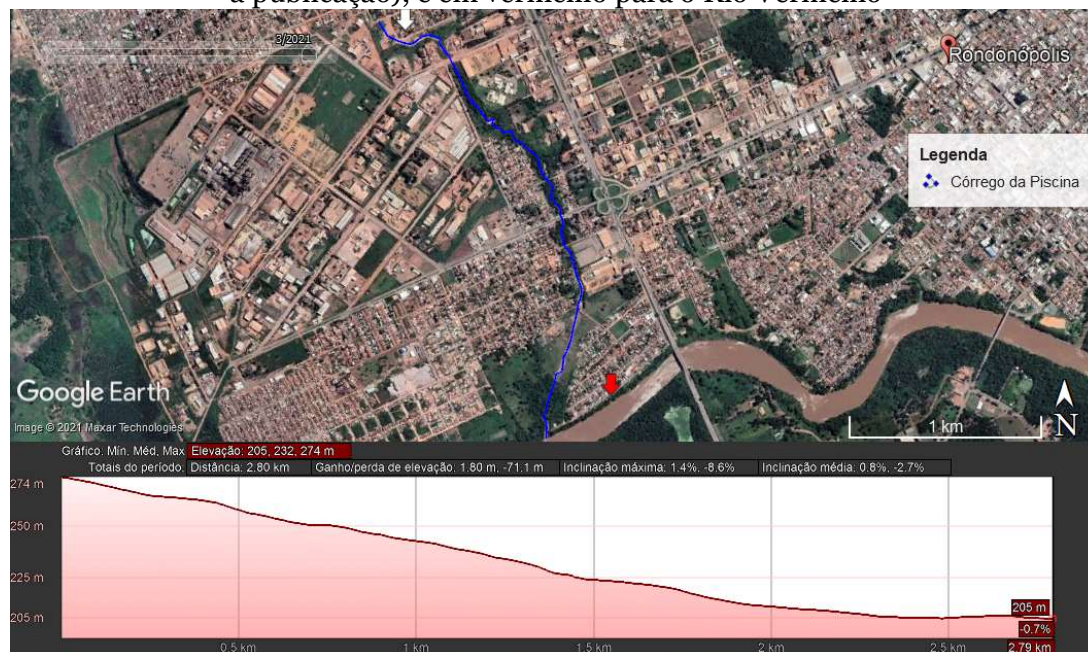 a publicação), e em vermelho para o Rio Vermelho
3/2021
Rondonópolis
Legenda
Córrego da Piscina
Google Earth
Image © 2021 Maxar Technologies
1 km
N
Gráfico: Mín, Méd, Max Elevação: 205, 232, 274 m
Totais do período: Distância: 2.80 km Ganho/perda de elevação: 1.80 m, -71.1 m Inclinação máxima: 1.4%, -8.6% Inclinação média: 0.8%, -2.7%
274 m
250 m
225 m
205 m
205 m
-0.7%
0.5 km 1 km 1.5 km 2 km 2.5 km 2.79 km